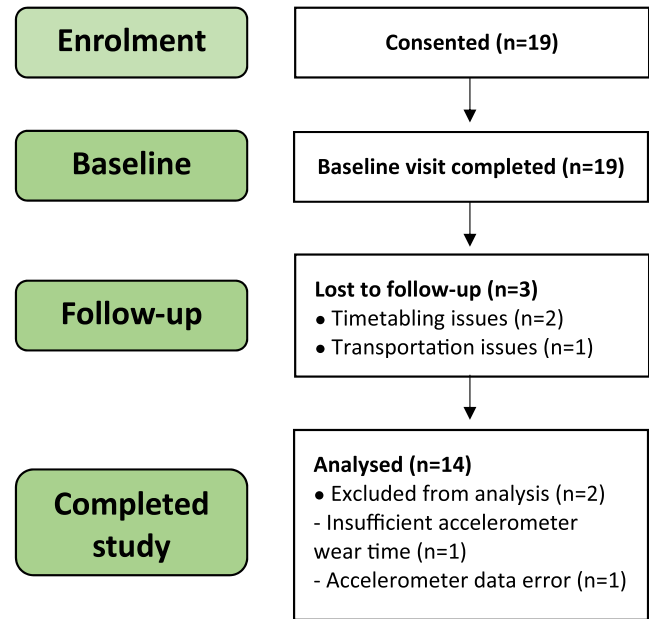 Enrolment
Consented (n=19)
Baseline
Baseline visit completed (n=19)
Follow-up
Lost to follow-up (n=3)
● Timetabling issues (n=2)
● Transportation issues (n=1)
Completed
study
Analysed (n=14)
● Excluded from analysis (n=2)
- Insufficient accelerometer
wear time (n=1)
- Accelerometer data error (n=1)